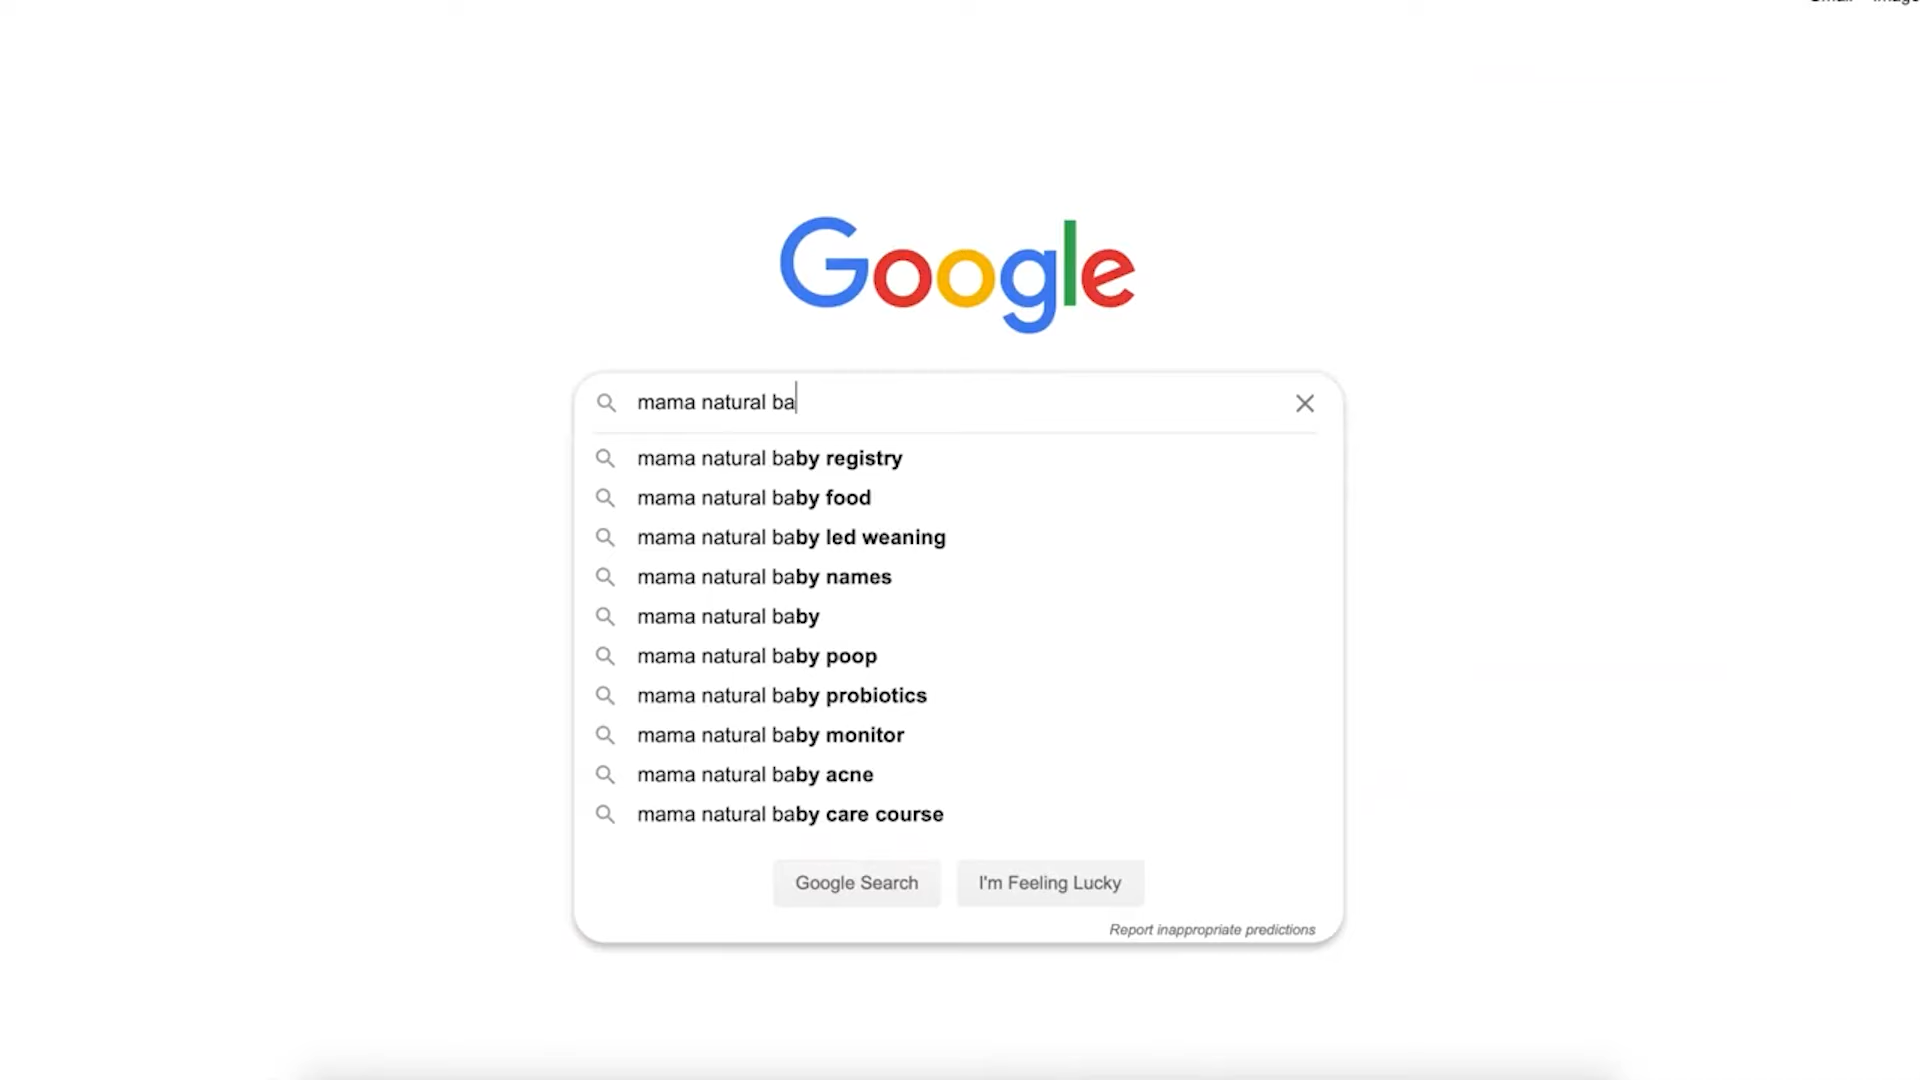 Google
mama natural ba
mama natural baby registry
mama natural baby food
mama natural baby led weaning
mama natural baby names
mama natural baby
mama natural baby poop
mama natural baby probiotics
mama natural baby monitor
mama natural baby acne
mama natural baby care course
Google Search I'm Feeling Lucky
Report inappropriate predictions